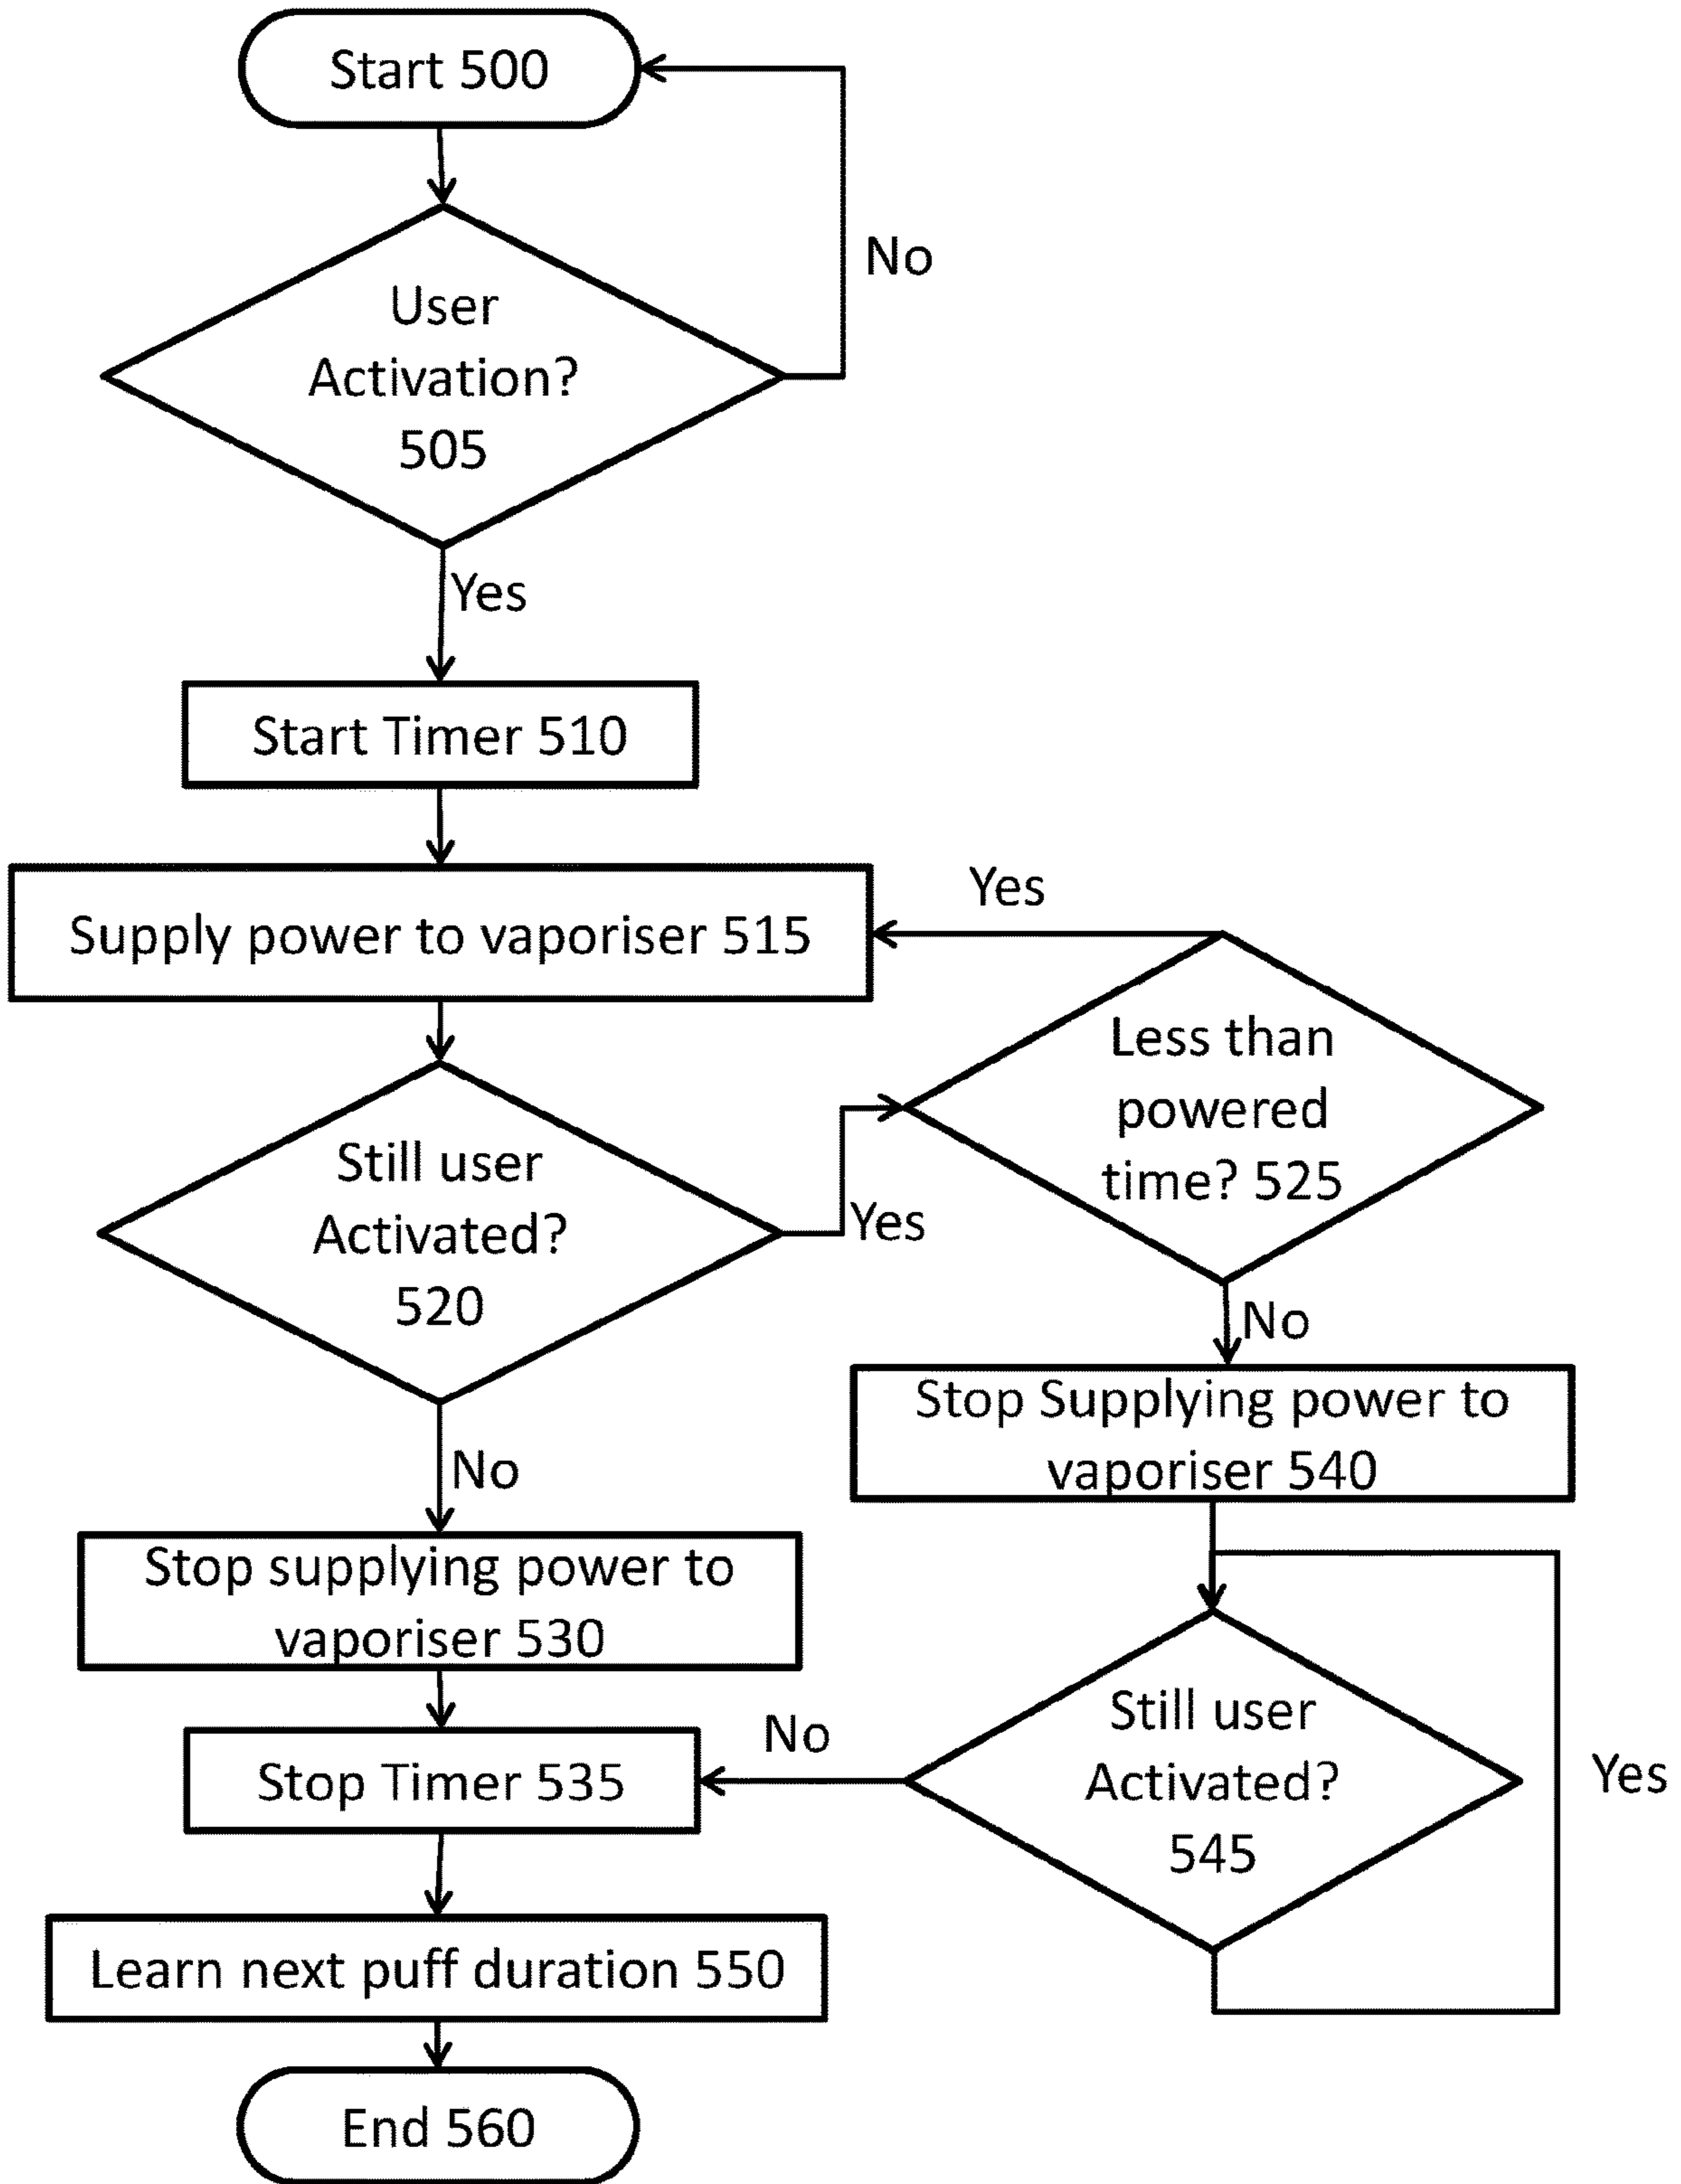 Start 500
No
User
Activation?
505
Yes
Start Timer 510
Yes
Supply power to vaporiser 515
Less than
powered
time? 525
Still user
Activated?
520
Yes
No
Stop Supplying power to
vaporiser 540
No
Stop supplying power to
vaporiser 530
Still user
Activated?
545
No
Yes
Stop Timer 535
Learn next puff duration 550
End 560